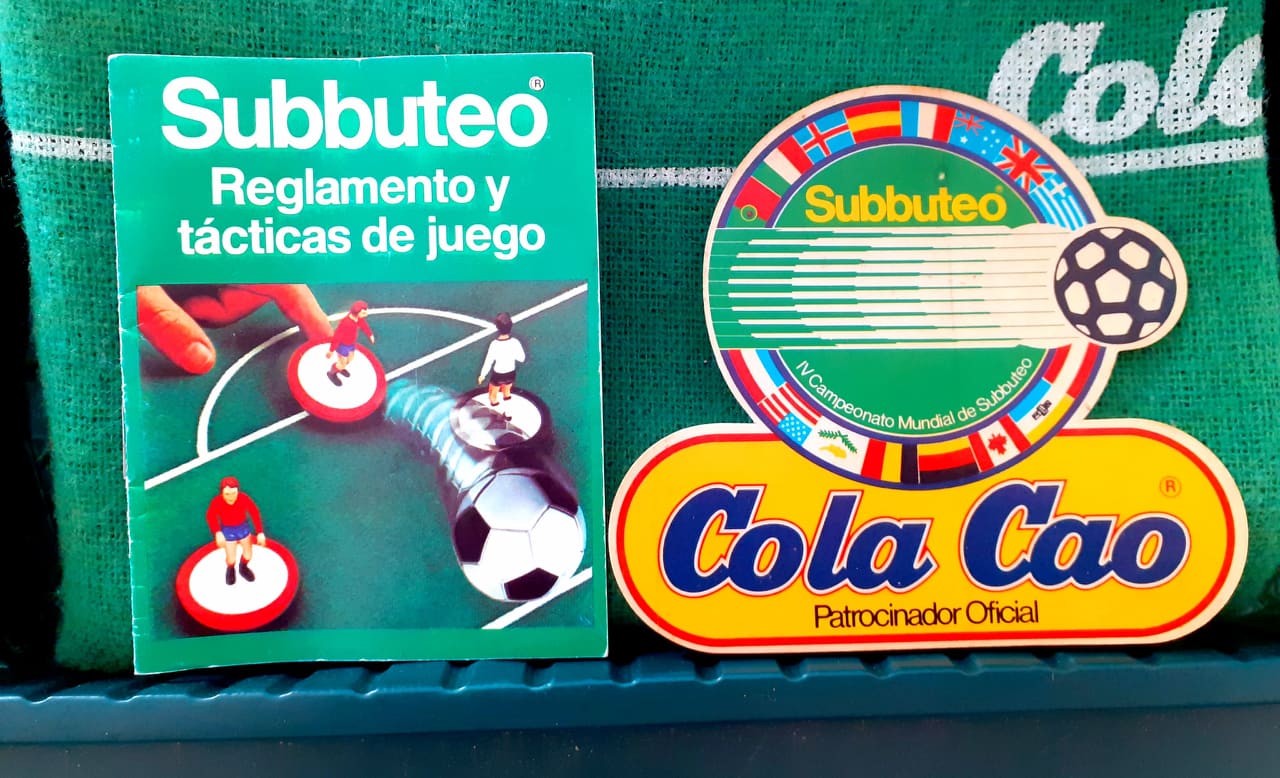 Subbuteo®
Reglamento y
tácticas de juego
Cola
Subbuteo®
IV Campeonato Mundial de Subbuteo
Cola Cao®
Patrocinador Oficial